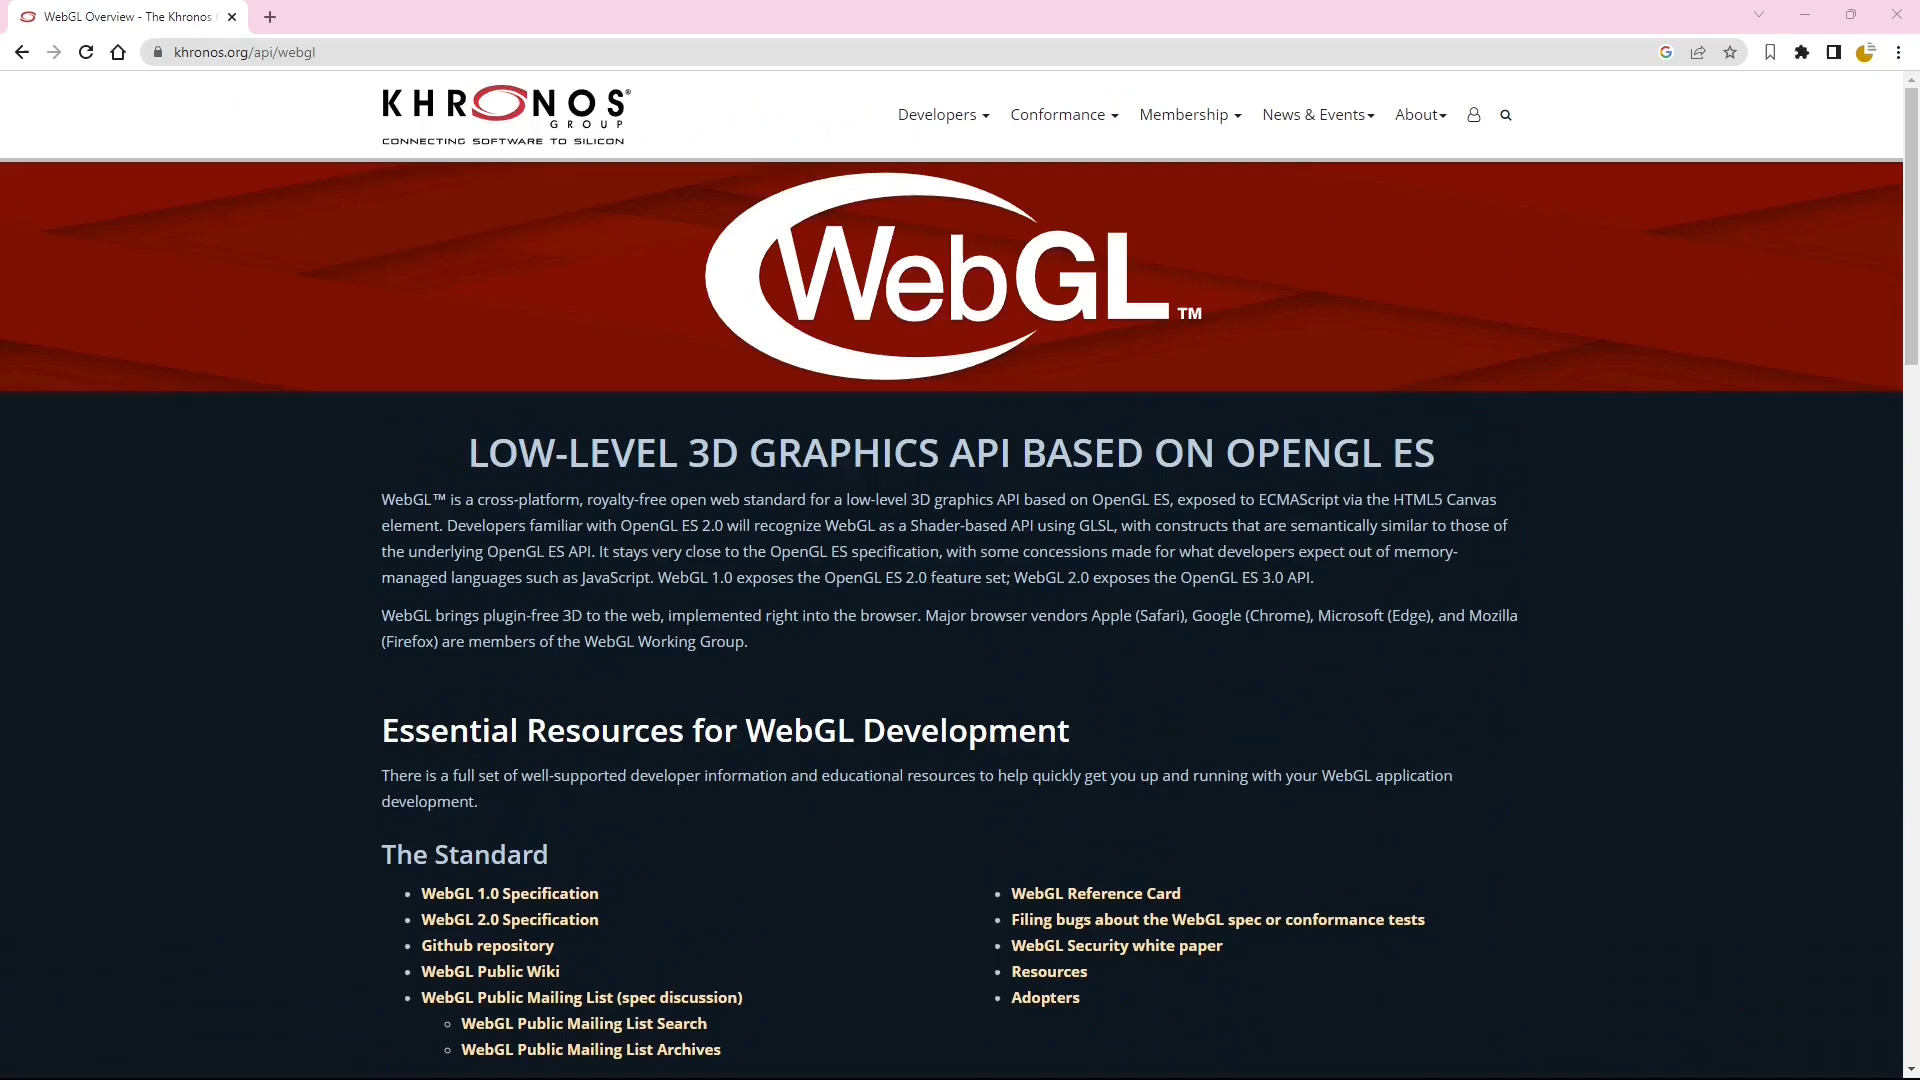 WebGL Overview - The Khronos
khronos.org/api/webgl
KHRONOS®
GROUP
CONNECTING SOFTWARE TO SILICON
Developers
Conformance
Membership
News & Events
About
WebGL™
LOW-LEVEL 3D GRAPHICS API BASED ON OPENGL ES
WebGL™ is a cross-platform, royalty-free open web standard for a low-level 3D graphics API based on OpenGL ES, exposed to ECMAScript via the HTML5 Canvas
element. Developers familiar with OpenGL ES 2.0 will recognize WebGL as a Shader-based API using GLSL, with constructs that are semantically similar to those of
the underlying OpenGL ES API. It stays very close to the OpenGL ES specification, with some concessions made for what developers expect out of memory-
managed languages such as JavaScript. WebGL 1.0 exposes the OpenGL ES 2.0 feature set; WebGL 2.0 exposes the OpenGL ES 3.0 API.
WebGL brings plugin-free 3D to the web, implemented right into the browser. Major browser vendors Apple (Safari), Google (Chrome), Microsoft (Edge), and Mozilla
(Firefox) are members of the WebGL Working Group.
Essential Resources for WebGL Development
There is a full set of well-supported developer information and educational resources to help quickly get you up and running with your WebGL application
development.
The Standard
WebGL 1.0 Specification
WebGL 2.0 Specification
Github repository
WebGL Public Wiki
WebGL Public Mailing List (spec discussion)
WebGL Public Mailing List Search
WebGL Public Mailing List Archives
WebGL Reference Card
Filing bugs about the WebGL spec or conformance tests
WebGL Security white paper
Resources
Adopters